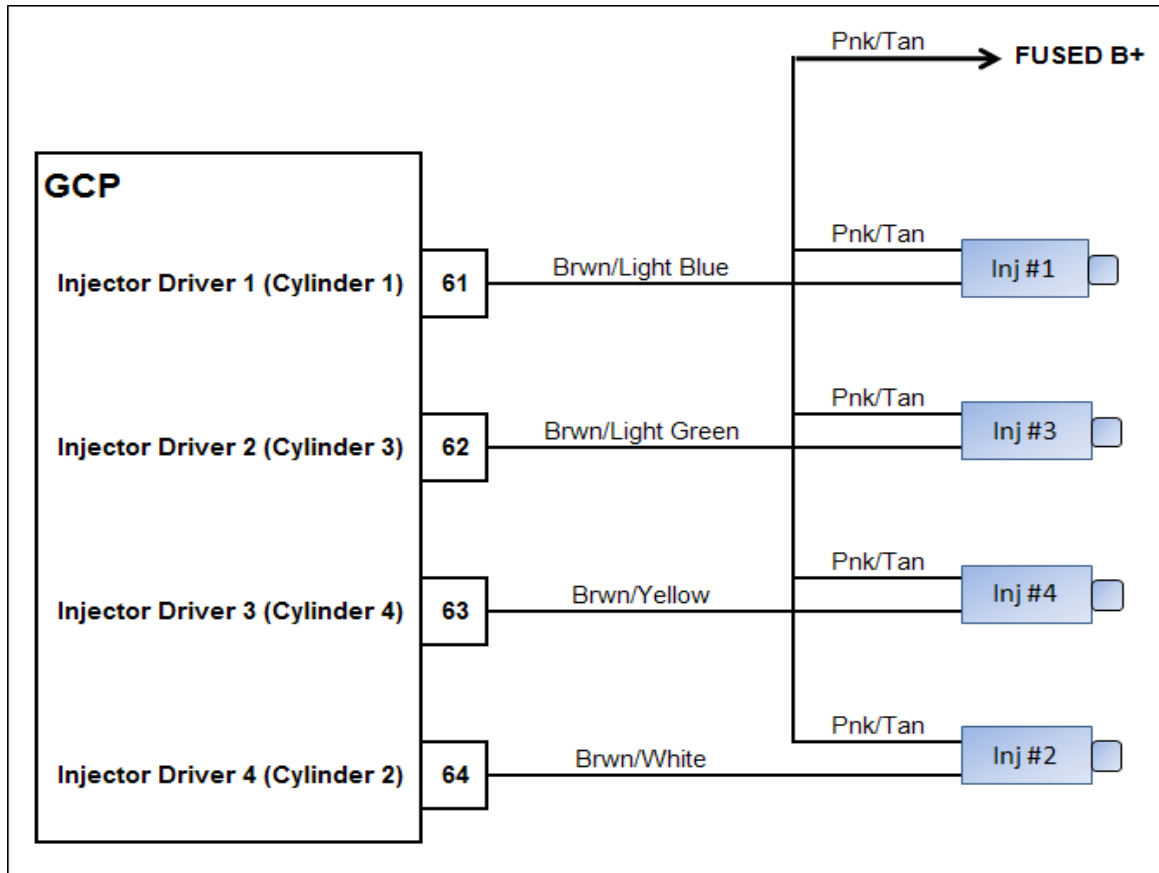 Pnk/Tan
FUSED B+
GCP
Pnk/Tan
Injector Driver 1 (Cylinder 1)
61
Brwn/Light Blue
Inj #1
Pnk/Tan
Injector Driver 2 (Cylinder 3)
62
Brwn/Light Green
Inj #3
Pnk/Tan
Injector Driver 3 (Cylinder 4)
63
Brwn/Yellow
Inj #4
Pnk/Tan
Injector Driver 4 (Cylinder 2)
64
Brwn/White
Inj #2